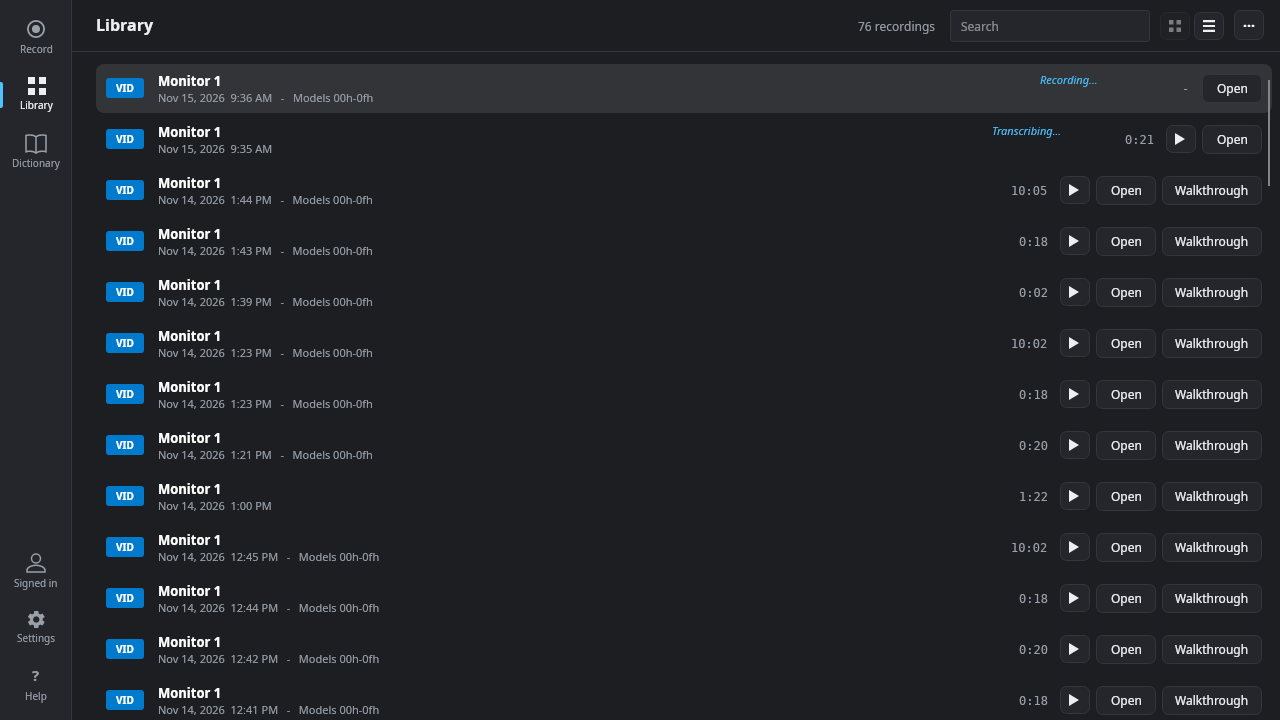 Record
Library
Dictionary
Signed in
Settings
? Help
Library
76 recordings
Search
VID Monitor 1 Recording...
Nov 15, 2026 9:36 AM - Models 00h-0fh - Open
VID Monitor 1 Transcribing...
Nov 15, 2026 9:35 AM 0:21 Open
VID Monitor 1
Nov 14, 2026 1:44 PM - Models 00h-0fh 10:05 Open Walkthrough
VID Monitor 1
Nov 14, 2026 1:43 PM - Models 00h-0fh 0:18 Open Walkthrough
VID Monitor 1
Nov 14, 2026 1:39 PM - Models 00h-0fh 0:02 Open Walkthrough
VID Monitor 1
Nov 14, 2026 1:23 PM - Models 00h-0fh 10:02 Open Walkthrough
VID Monitor 1
Nov 14, 2026 1:23 PM - Models 00h-0fh 0:18 Open Walkthrough
VID Monitor 1
Nov 14, 2026 1:21 PM - Models 00h-0fh 0:20 Open Walkthrough
VID Monitor 1
Nov 14, 2026 1:00 PM 1:22 Open Walkthrough
VID Monitor 1
Nov 14, 2026 12:45 PM - Models 00h-0fh 10:02 Open Walkthrough
VID Monitor 1
Nov 14, 2026 12:44 PM - Models 00h-0fh 0:18 Open Walkthrough
VID Monitor 1
Nov 14, 2026 12:42 PM - Models 00h-0fh 0:20 Open Walkthrough
VID Monitor 1
Nov 14, 2026 12:41 PM - Models 00h-0fh 0:18 Open Walkthrough